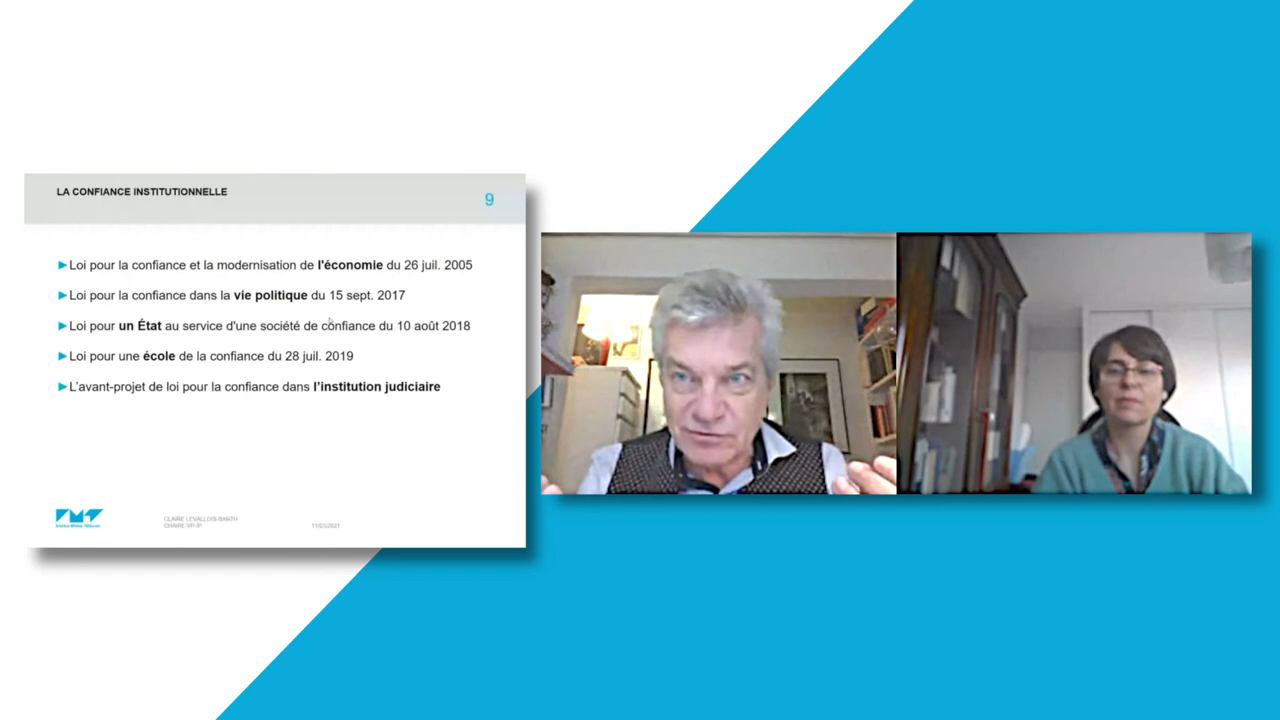 LA CONFIANCE INSTITUTIONNELLE
9
Loi pour la confiance et la modernisation de l'économie du 26 juil. 2005
Loi pour la confiance dans la vie politique du 15 sept. 2017
Loi pour un État au service d'une société de confiance du 10 août 2018
Loi pour une école de la confiance du 28 juil. 2019
L'avant-projet de loi pour la confiance dans l'institution judiciaire
CLAIRE LEVALLOIS-BARTH
CHAIRE VP-IP